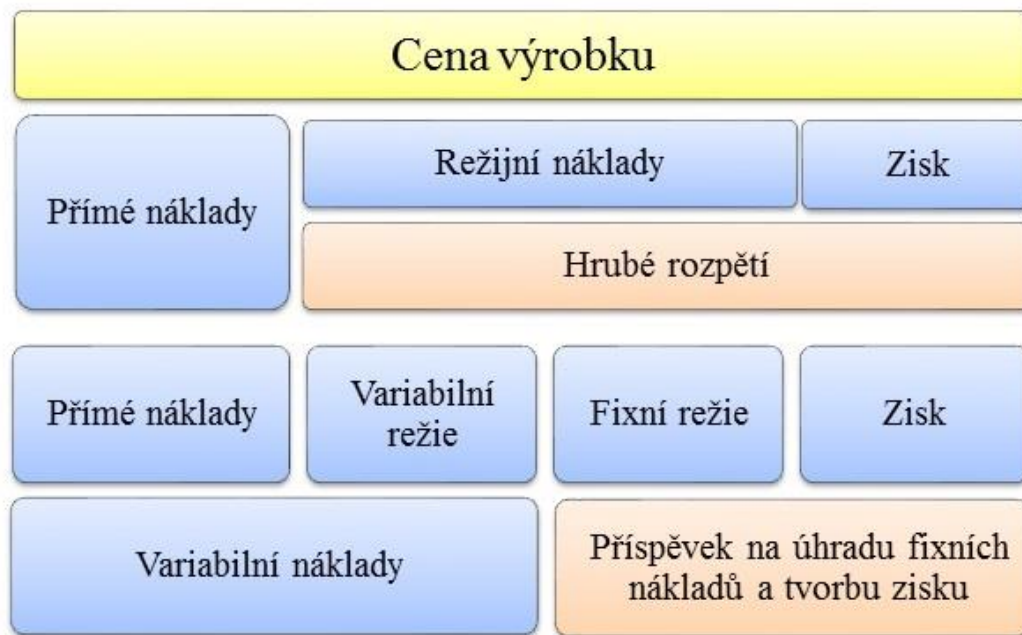 Cena výrobku
Přímé náklady
Režijní náklady
Zisk
Hrubé rozpětí
Přímé náklady
Variabilní
režie
Fixní režie
Zisk
Variabilní náklady
Příspěvek na úhradu fixních
nákladů a tvorbu zisku